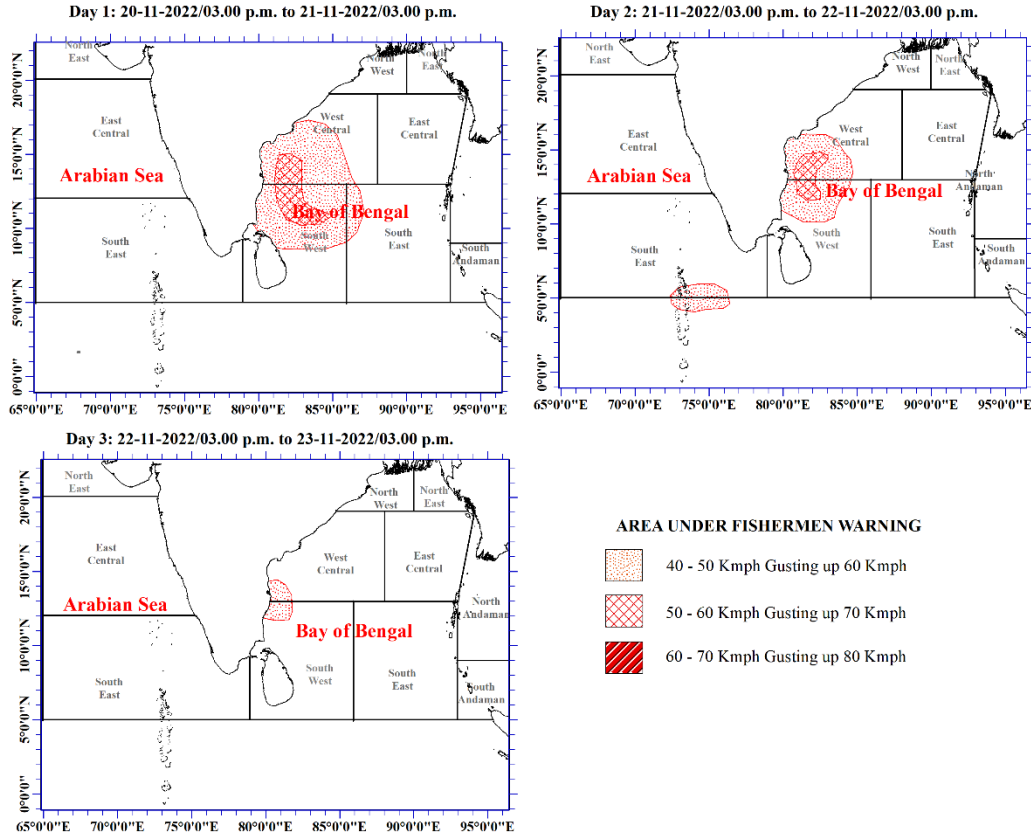 Day 1: 20-11-2022/03.00 p.m. to 21-11-2022/03.00 p.m.
North
East
North
West
North
East
East
Central
West
Central
East
Central
Arabian Sea
Bay of Bengal
South
East
South
West
South
East
South
Andaman
20°0'0"N
15°0'0"N
10°0'0"N
5°0'0"N
0°0'0"
65°0'0"E 70°0'0"E 75°0'0"E 80°0'0"E 85°0'0"E 90°0'0"E 95°0'0"E
Day 2: 21-11-2022/03.00 p.m. to 22-11-2022/03.00 p.m.
North
East
North
West
North
East
East
Central
West
Central
East
Central
Arabian Sea
Bay of Bengal
North
Andaman
South
East
South
West
South
East
South
Andaman
20°0'0"N
15°0'0"N
10°0'0"N
5°0'0"N
0°0'0"
65°0'0"E 70°0'0"E 75°0'0"E 80°0'0"E 85°0'0"E 90°0'0"E 95°0'0"E
Day 3: 22-11-2022/03.00 p.m. to 23-11-2022/03.00 p.m.
North
East
North
West
North
East
East
Central
West
Central
East
Central
Arabian Sea
Bay of Bengal
North
Andaman
South
East
South
West
South
East
South
Andaman
20°0'0"N
15°0'0"N
10°0'0"N
5°0'0"N
0°0'0"
65°0'0"E 70°0'0"E 75°0'0"E 80°0'0"E 85°0'0"E 90°0'0"E 95°0'0"E
AREA UNDER FISHERMEN WARNING
40 - 50 Kmph Gusting up 60 Kmph
50 - 60 Kmph Gusting up 70 Kmph
60 - 70 Kmph Gusting up 80 Kmph